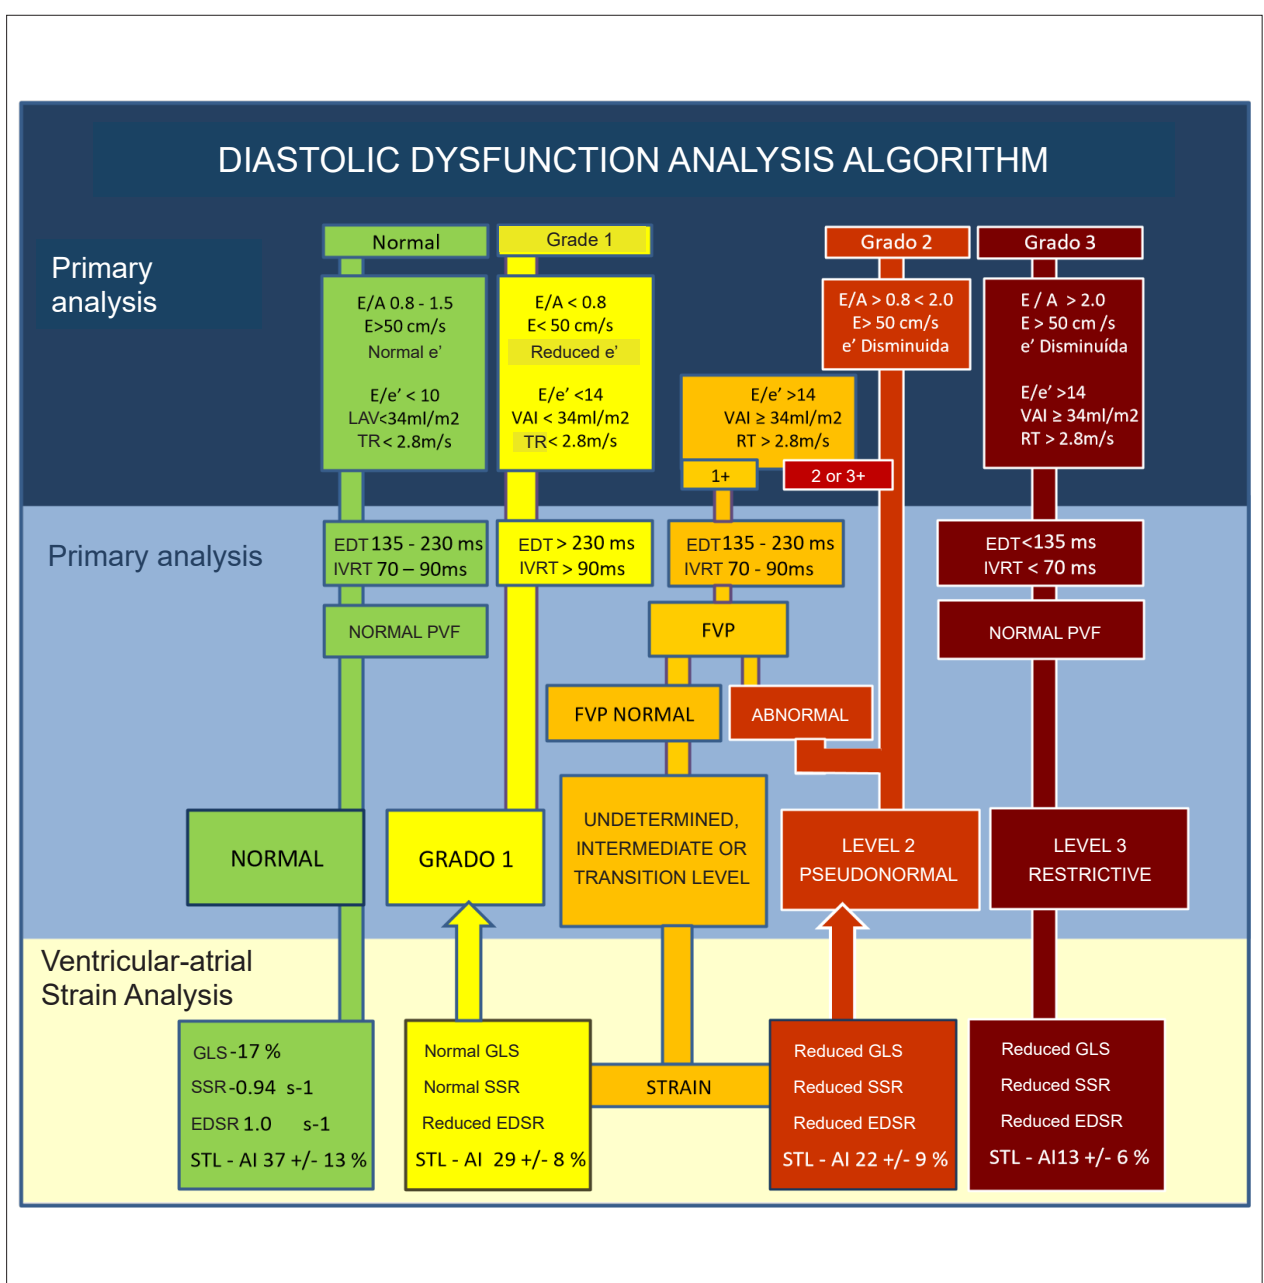 DIASTOLIC DYSFUNCTION ANALYSIS ALGORITHM
Primary
analysis
Normal
E/A 0.8 - 1.5
E>50 cm/s
Normal e’
E/e’ < 10
LAV<34ml/m2
TR < 2.8m/s
Grade 1
E/A < 0.8
E< 50 cm/s
Reduced e’
E/e’ <14
VAI < 34ml/m2
TR < 2.8m/s
E/e’ >14
VAI ≥ 34ml/m2
RT > 2.8m/s
1+
2 or 3+
Grado 2
E/A > 0.8 < 2.0
E> 50 cm/s
e’ Disminuida
Grado 3
E / A > 2.0
E > 50 cm /s
e’ Disminuída
E/e’ >14
VAI ≥ 34ml/m2
RT > 2.8m/s
Primary analysis
EDT 135 - 230 ms
IVRT 70 – 90ms
NORMAL PVF
NORMAL
EDT > 230 ms
IVRT > 90ms
GRADO 1
EDT 135 - 230 ms
IVRT 70 - 90ms
FVP
FVP NORMAL
ABNORMAL
UNDETERMINED,
INTERMEDIATE OR
TRANSITION LEVEL
LEVEL 2
PSEUDONORMAL
EDT <135 ms
IVRT < 70 ms
NORMAL PVF
LEVEL 3
RESTRICTIVE
Ventricular-atrial
Strain Analysis
GLS -17 %
SSR -0.94 s-1
EDSR 1.0 s-1
STL - AI 37 +/- 13 %
Normal GLS
Normal SSR
Reduced EDSR
STL - AI 29 +/- 8 %
STRAIN
Reduced GLS
Reduced SSR
Reduced EDSR
STL - AI 22 +/- 9 %
Reduced GLS
Reduced SSR
Reduced EDSR
STL - AI13 +/- 6 %